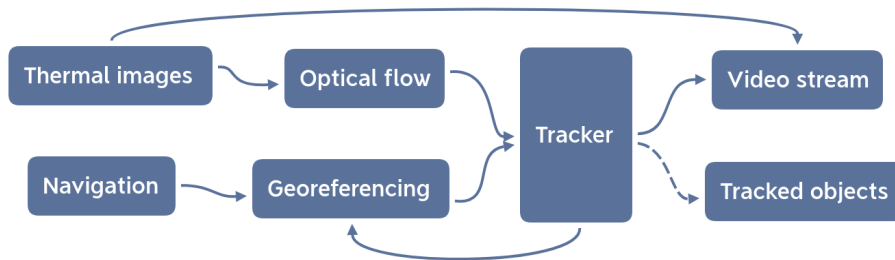 Thermal images
Optical flow
Tracker
Video stream
Navigation
Georeferencing
Tracked objects